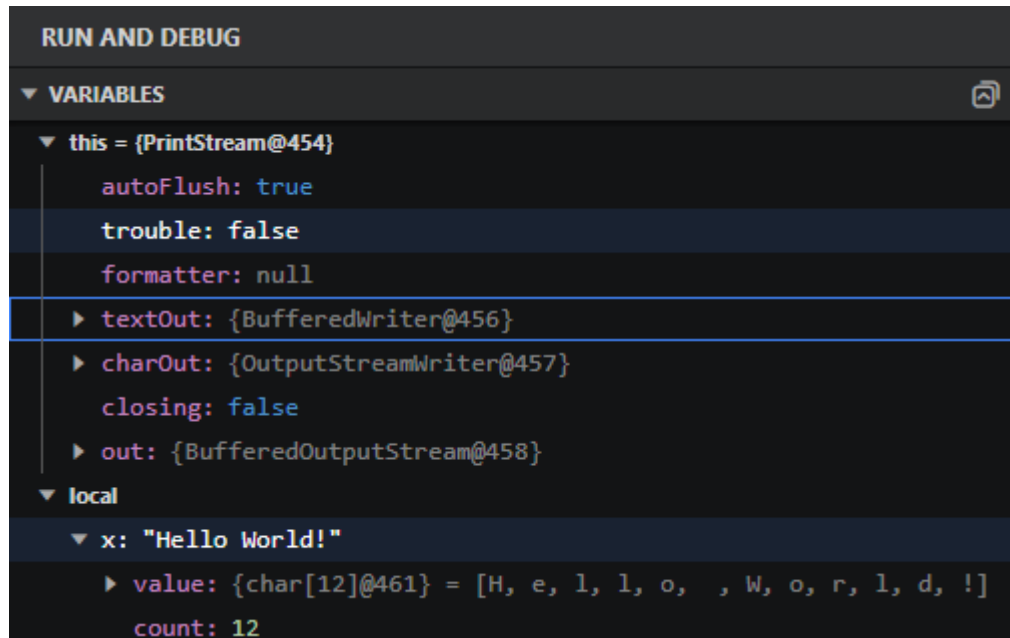 RUN AND DEBUG
VARIABLES
this = {PrintStream@454}
autoFlush: true
trouble: false
formatter: null
textOut: {BufferedWriter@456}
charOut: {OutputStreamWriter@457}
closing: false
out: {BufferedOutputStream@458}
local
x: "Hello World!"
value: {char[12]@461} = [H, e, l, l, o,  , W, o, r, l, d, !]
count: 12